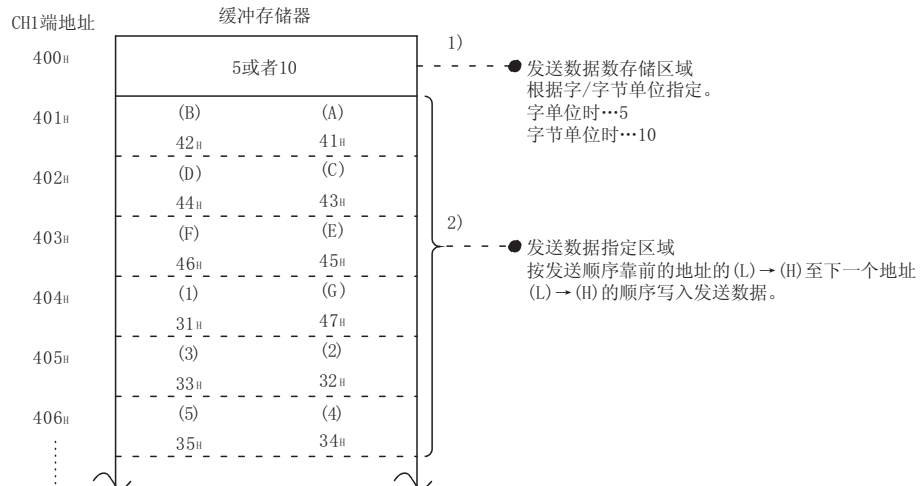 缓冲存储器
CH1端地址
400H
5或者10
1)
发送数据数存储区域
根据字/字节单位指定。
字单位时…5
字节单位时…10
401H
(B) (A)
42H 41H
402H
(D) (C)
44H 43H
403H
(F) (E)
46H 45H
2)
发送数据指定区域
按发送顺序靠前的地址的(L)→(H)至下一个地址
(L)→(H)的顺序写入发送数据。
404H
(1) (G)
31H 47H
405H
(3) (2)
33H 32H
406H
(5) (4)
35H 34H